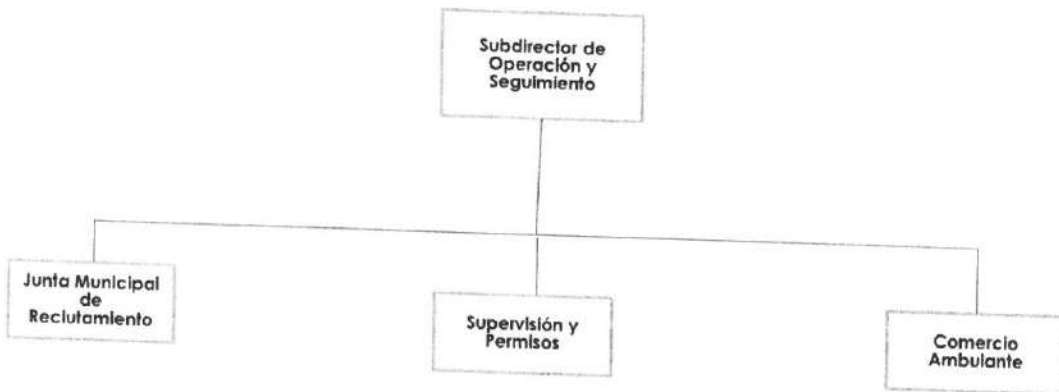 Subdirector de
Operación y
Seguimiento
Junta Municipal
de
Reclutamiento
Supervisión y
Permisos
Comercio
Ambulante